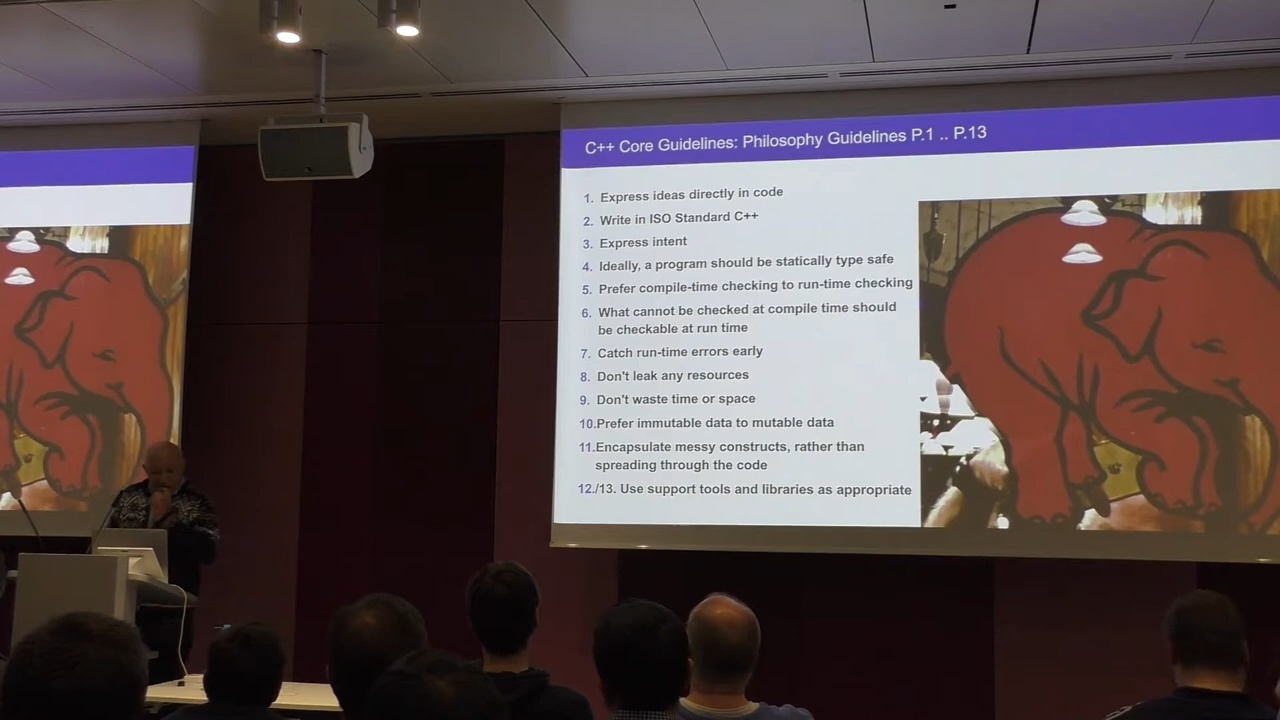 C++ Core Guidelines: Philosophy Guidelines P.1 .. P.13
1. Express ideas directly in code
2. Write in ISO Standard C++
3. Express intent
4. Ideally, a program should be statically type safe
5. Prefer compile-time checking to run-time checking
6. What cannot be checked at compile time should
be checkable at run time
7. Catch run-time errors early
8. Don't leak any resources
9. Don't waste time or space
10.Prefer immutable data to mutable data
11.Encapsulate messy constructs, rather than
spreading through the code
12./13. Use support tools and libraries as appropriate